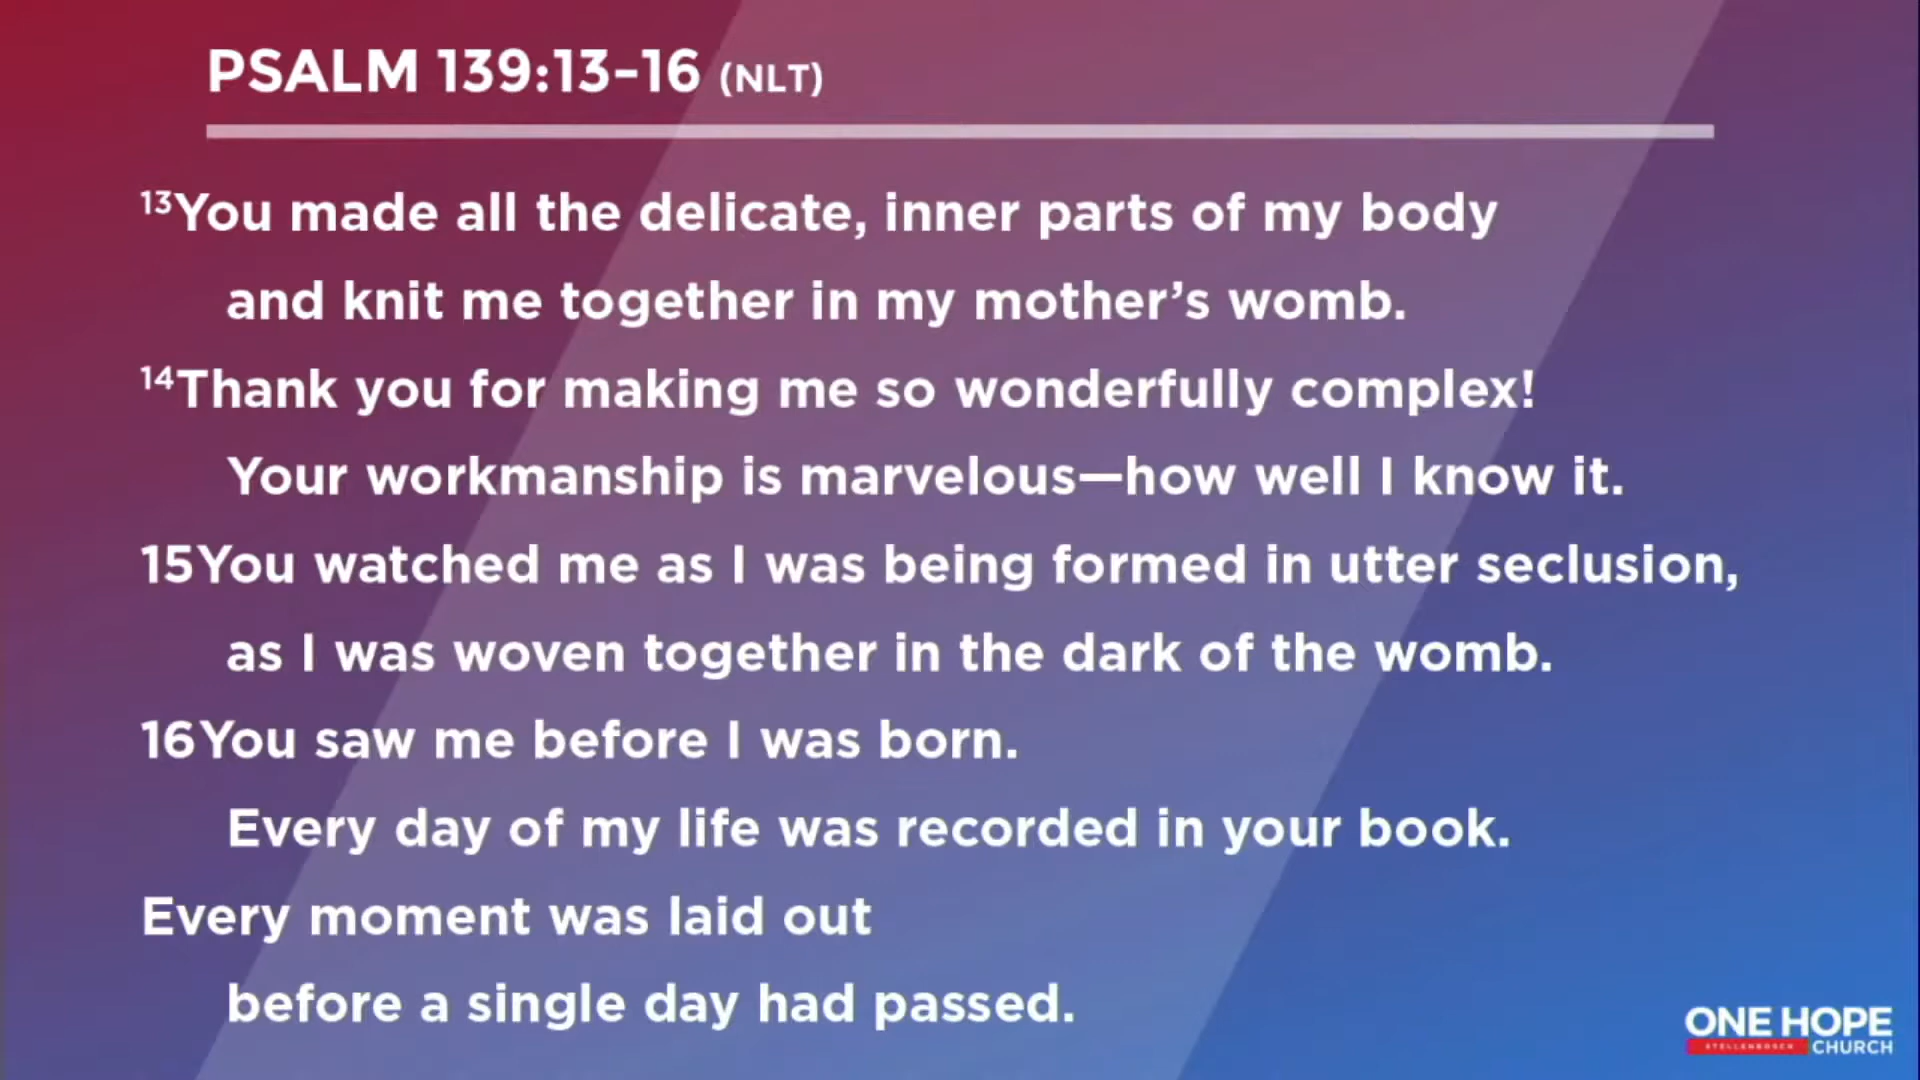 PSALM 139:13-16 (NLT)
13You made all the delicate, inner parts of my body
and knit me together in my mother’s womb.
14Thank you for making me so wonderfully complex!
Your workmanship is marvelous—how well I know it.
15You watched me as I was being formed in utter seclusion,
as I was woven together in the dark of the womb.
16You saw me before I was born.
Every day of my life was recorded in your book.
Every moment was laid out
before a single day had passed.
ONE HOPE
STELLENBOSCH CHURCH